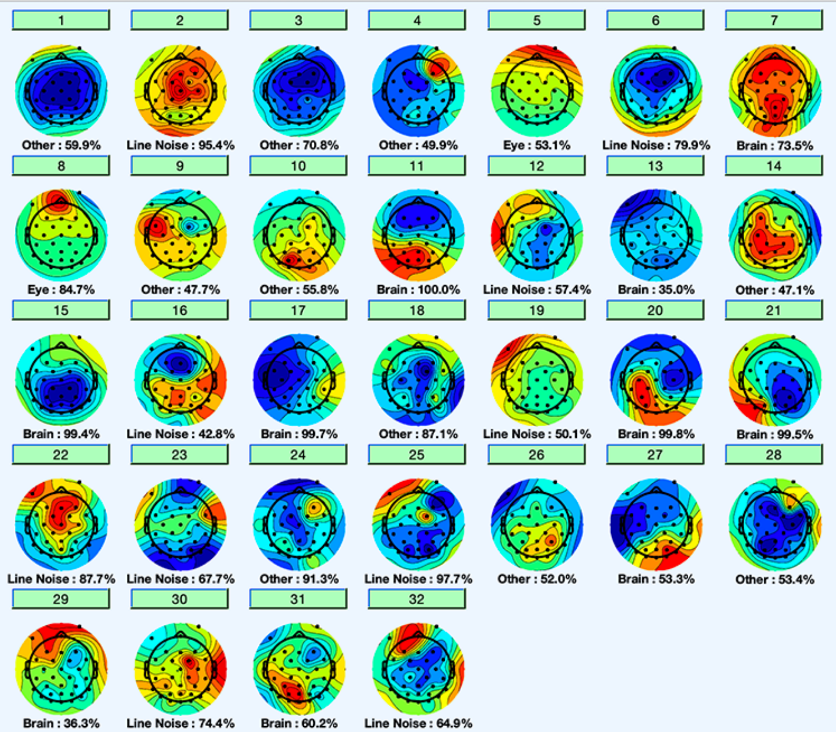 1 2 3 4 5 6 7
Other : 59.9% Line Noise : 95.4% Other : 70.8% Other : 49.9% Eye : 53.1% Line Noise : 79.9% Brain : 73.5%
8 9 10 11 12 13 14
Eye : 84.7% Other : 47.7% Other : 55.8% Brain : 100.0% Line Noise : 57.4% Brain : 35.0% Other : 47.1%
15 16 17 18 19 20 21
Brain : 99.4% Line Noise : 42.8% Brain : 99.7% Other : 87.1% Line Noise : 50.1% Brain : 99.8% Brain : 99.5%
22 23 24 25 26 27 28
Line Noise : 87.7% Line Noise : 67.7% Other : 91.3% Line Noise : 97.7% Other : 52.0% Brain : 53.3% Other : 53.4%
29 30 31 32
Brain : 36.3% Line Noise : 74.4% Brain : 60.2% Line Noise : 64.9%